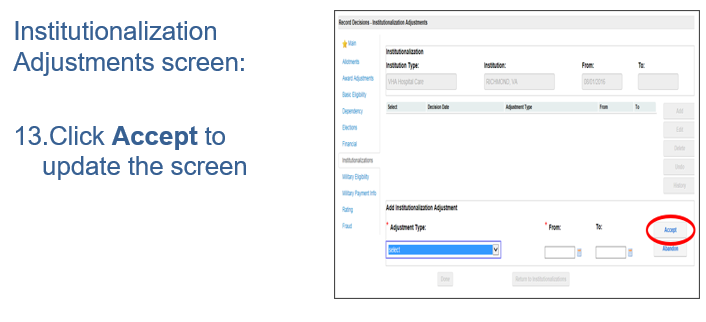 Institutionalization
Adjustments screen:
13.Click Accept to
update the screen
Record Decisions - Institutionalization Adjustments
Main
Allotments
Award Adjustments
Basic Eligibility
Dependency
Elections
Financial
Institutionalizations
Military Eligibility
Military Payment Info
Rating
Fraud
Institutionalization
Institution Type: Institution: From: To:
VHA Hospital Care RICHMOND, VA 05/01/2016
Select Decision Date Adjustment Type From To
Add
Edit
Delete
Undo
Add Institutionalization Adjustment
* Adjustment Type: * From: To:
Accept
select
Abandon
Done Return to Institutionalizations